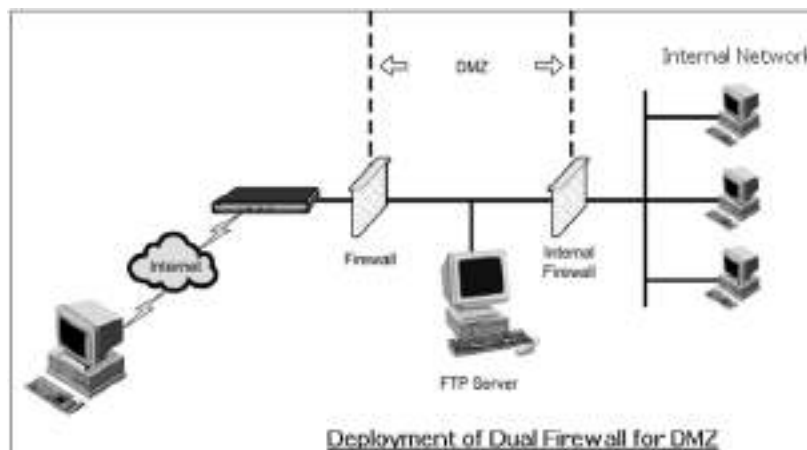 DMZ
Internal Network
Internet
Firewall
Internal
Firewall
FTP Server
Deployment of Dual Firewall for DMZ